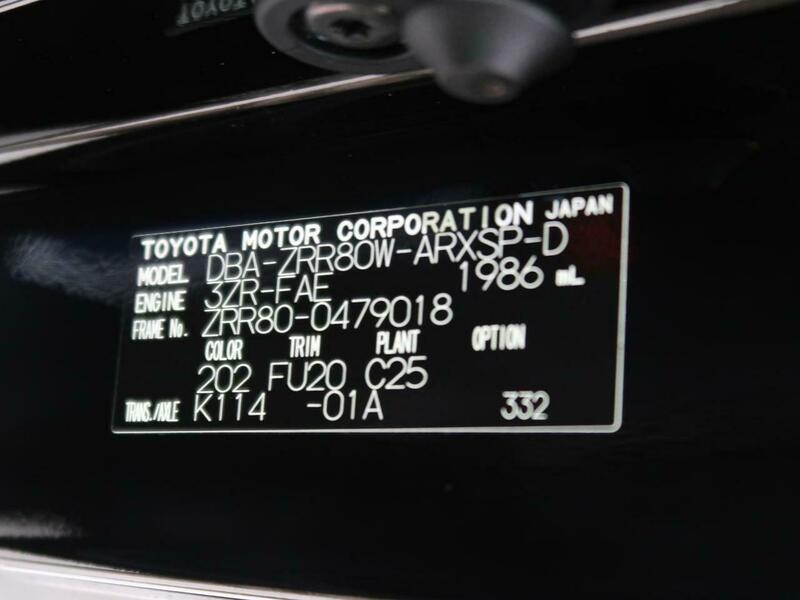 TOYOT
TOYOTA MOTOR CORPORATION JAPAN
MODEL DBA-ZRR80W-ARXSP-D
ENGINE 3ZR-FAE 1986 mL
FRAME No. ZRR80-0479018
COLOR TRIM PLANT OPTION
202 FU20 C25
TRANS./AXLE K114 -01A 332